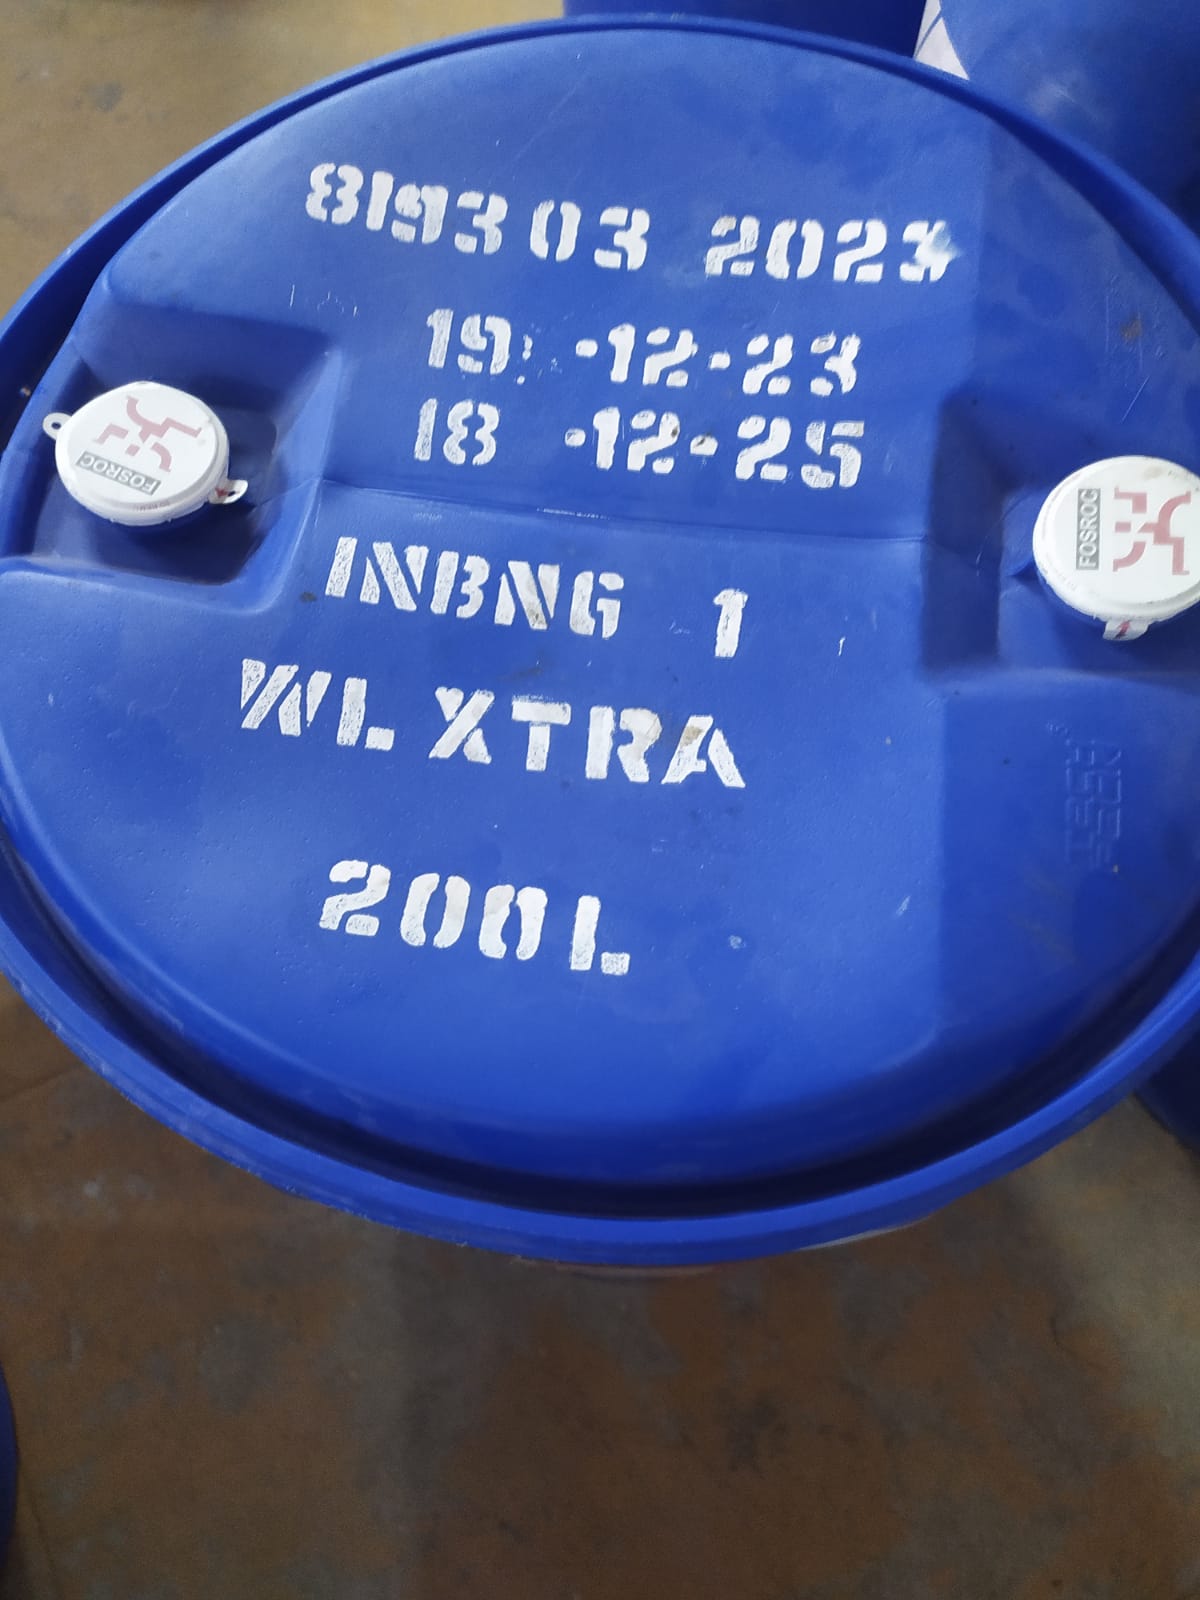 819303 2023
19 -12-23
18 -12-25
FOSROC
FOSROC
INBNG 1
WL XTRA
200L